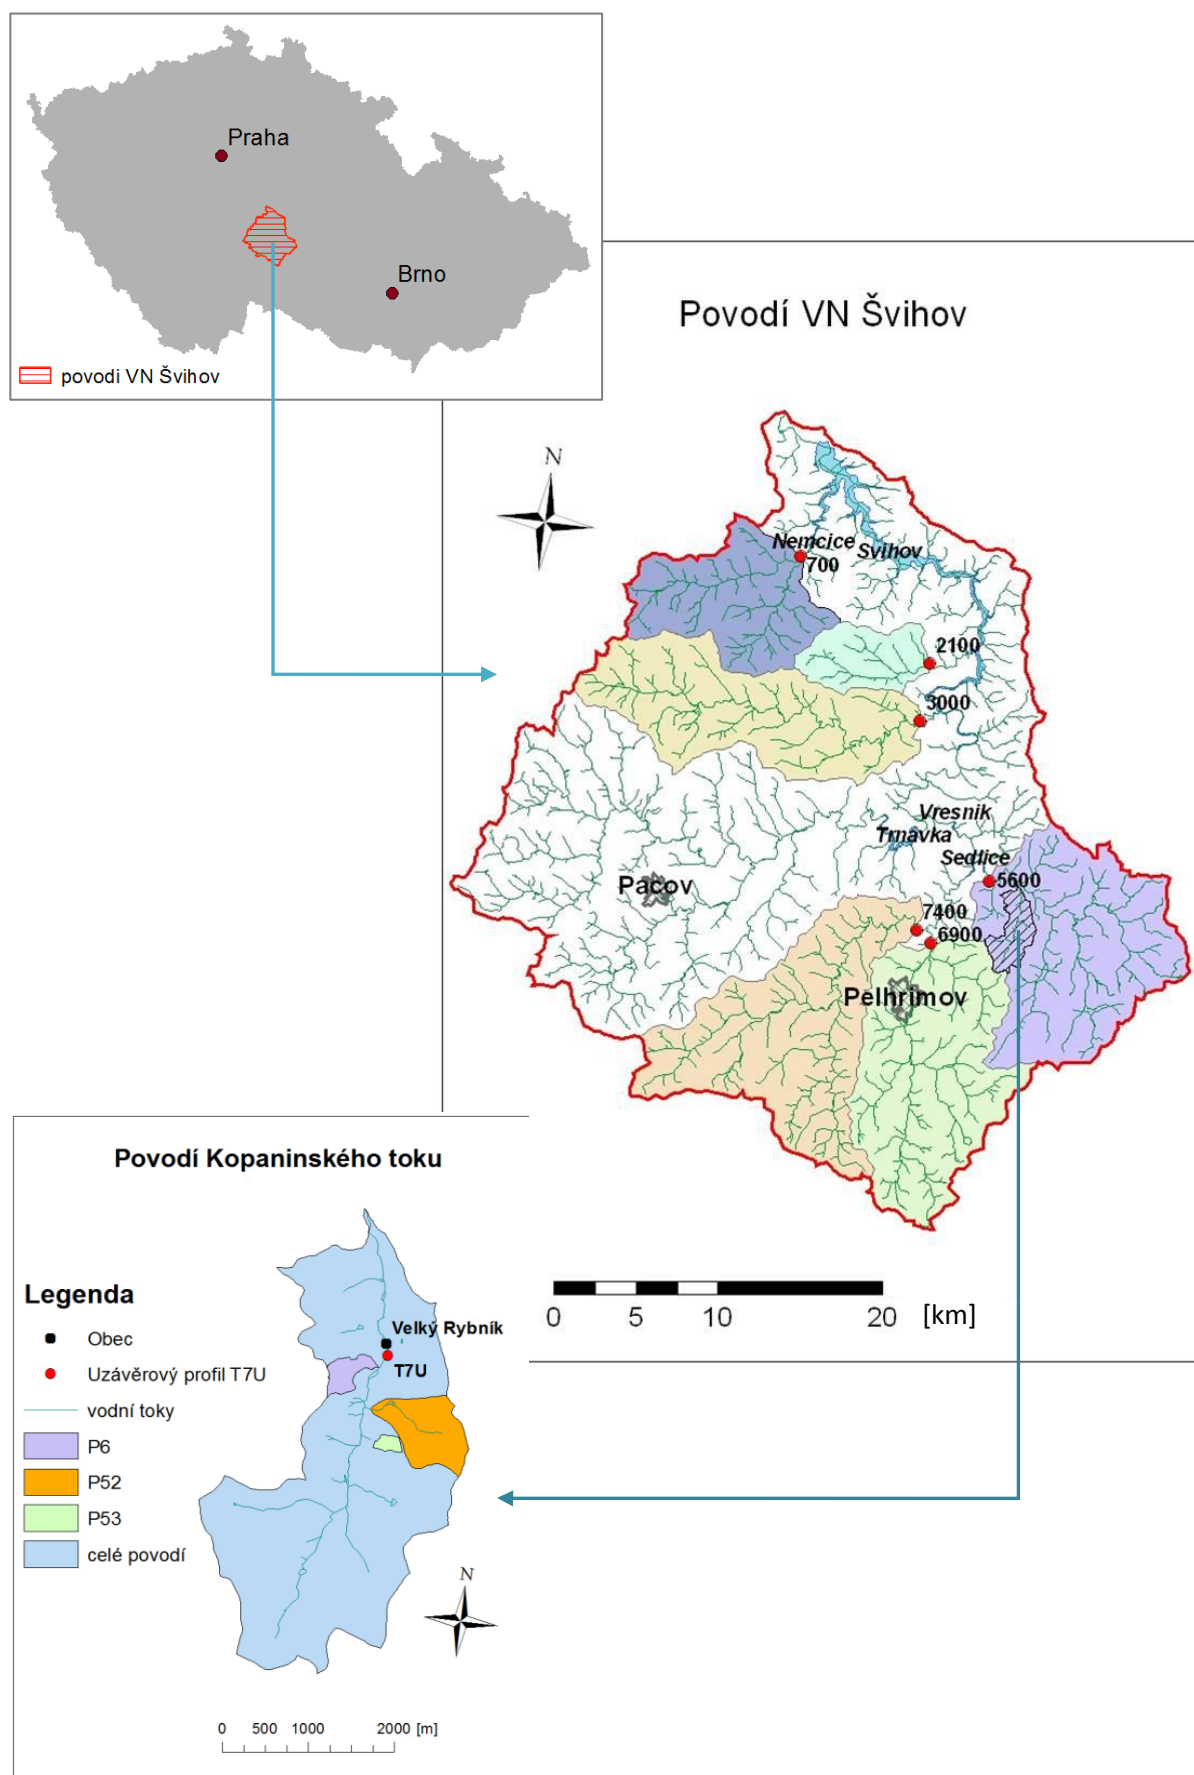 Praha
Brno
povodi VN Švihov
Povodí VN Švihov
N
Nemcice
Svihov
700
2100
3000
Vresnik
Trnavka
Sedlice
5600
Pacov
7400
6900
Pelhrimov
0 5 10 20 [km]
Povodí Kopaninského toku
Legenda
Obec
Uzávěrový profil T7U
vodní toky
P6
P52
P53
celé povodí
Velký Rybník
T7U
N
0 500 1000 2000 [m]